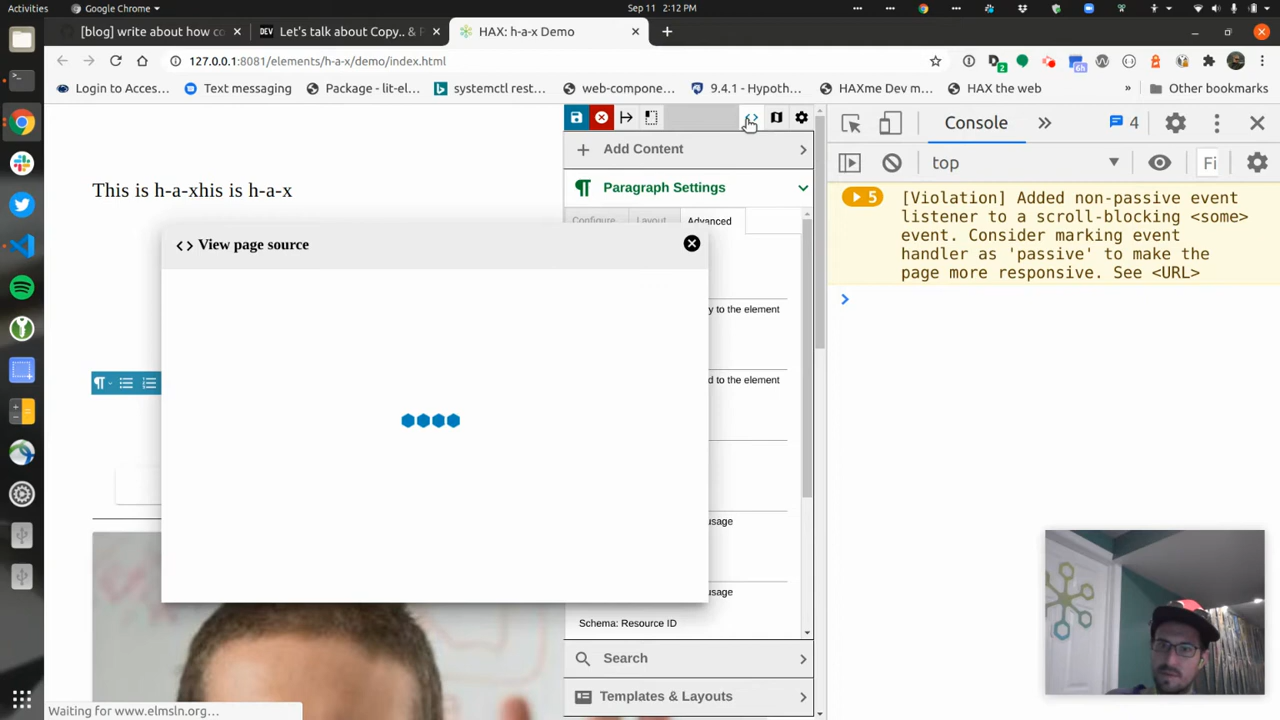 Activities
Google Chrome
Sep 11 2:12 PM
[blog] write about how co
DEV Let's talk about Copy.. & P
HAX: h-a-x Demo
127.0.0.1:8081/elements/h-a-x/demo/index.html
Login to Acces...
Text messaging
Package - lit-el...
systemctl rest...
web-compone...
9.4.1 - Hypoth...
HAXme Dev m...
HAX the web
»
Other bookmarks
This is h-a-xhis is h-a-x
Add Content
Paragraph Settings
Configure
Layout
Advanced
View page source
y to the element
d to the element
usage
usage
Schema: Resource ID
Search
Templates & Layouts
Waiting for www.elmsln.org...
Console
»
4
top
Fi
5
[Violation] Added non-passive event
listener to a scroll-blocking <some>
event. Consider marking event
handler as 'passive' to make the
page more responsive. See <URL>